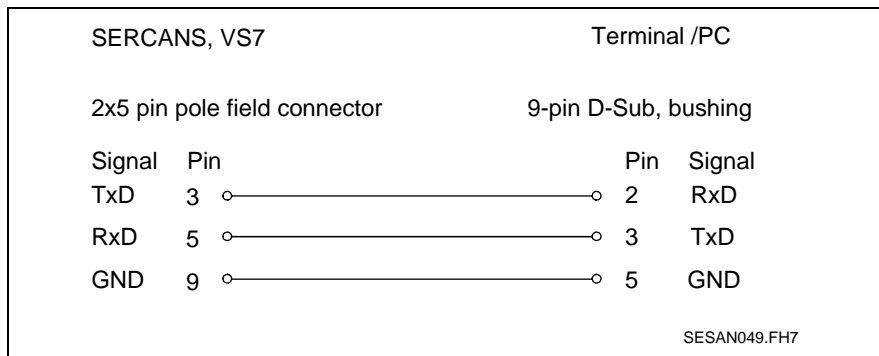 SERCANS, VS7 Terminal /PC
2x5 pin pole field connector 9-pin D-Sub, bushing
Signal Pin Pin Signal
TxD 3 2 RxD
RxD 5 3 TxD
GND 9 5 GND
SESAN049.FH7